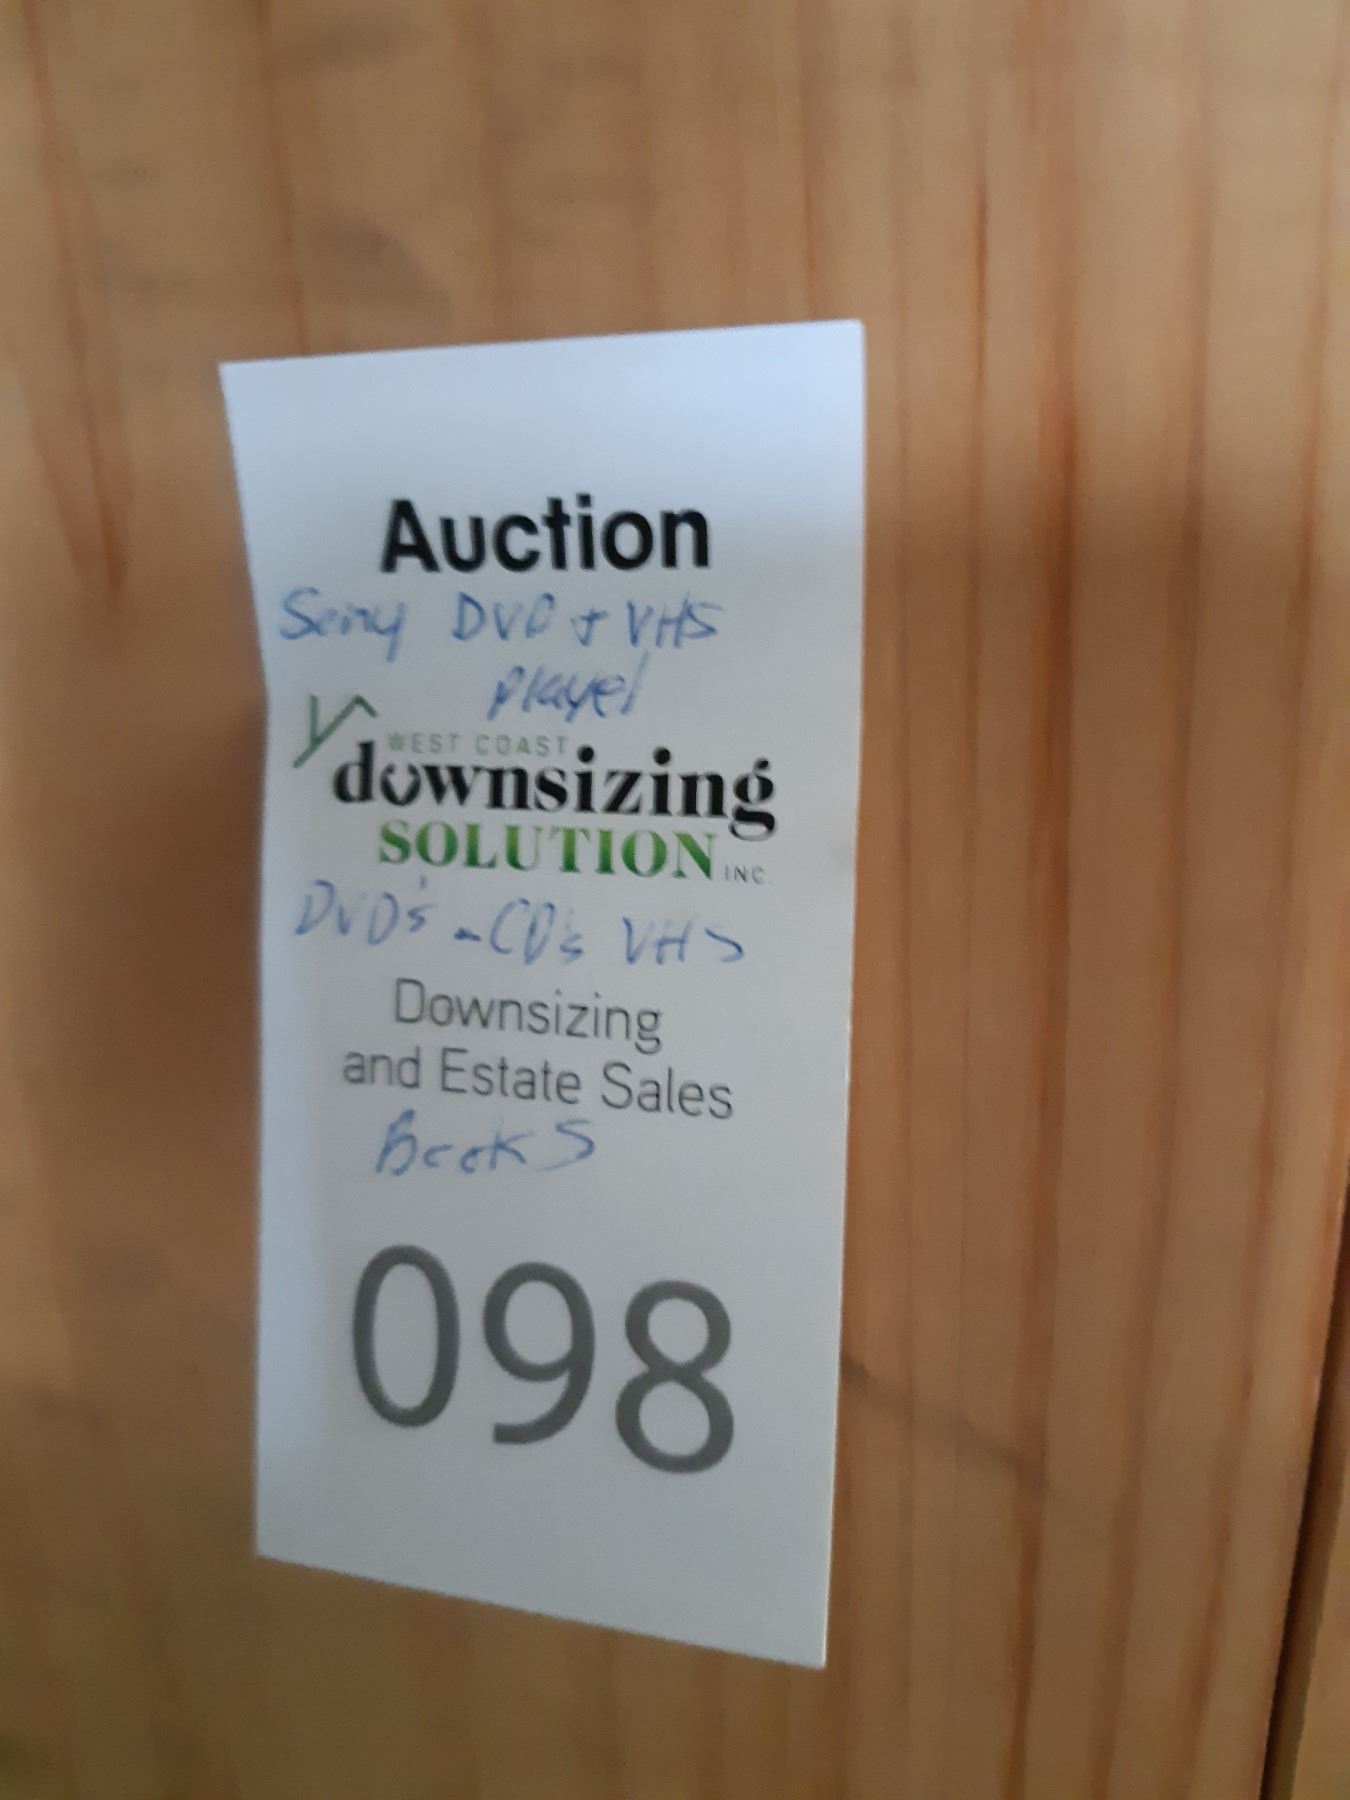 Auction
Sony DVD + VHS
player
WEST COAST
downsizing
SOLUTION INC.
DVD's - CD's VHS
Downsizing
and Estate Sales
Books
098